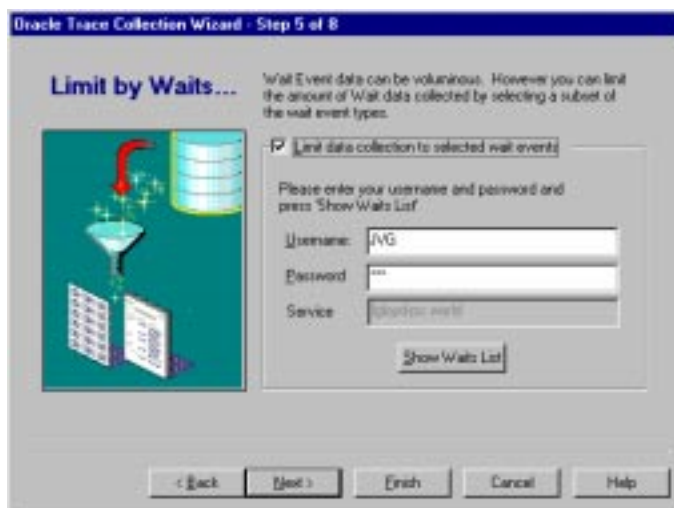 Oracle Trace Collection Wizard - Step 5 of 8
Limit by Waits...
Wait Event data can be voluminous. However you can limit
the amount of Wait data collected by selecting a subset of
the wait event types.
Limit data collection to selected wait events
Please enter your username and password and
press 'Show Waits List'
Username: JVG
Password ***
Service
Show Waits List
< Back
Next >
Finish
Cancel
Help